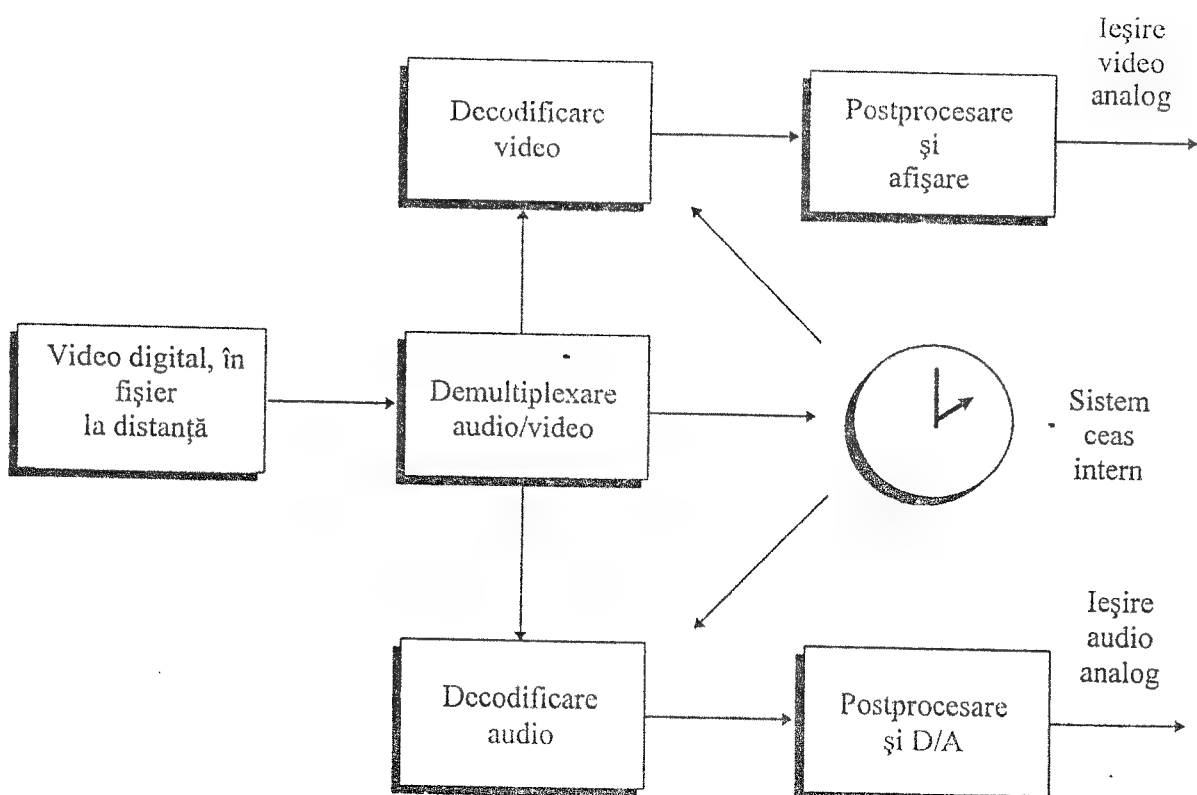 Ieşire
video
analog
Decodificare
video
Postprocesare
şi
afişare
Video digital, în
fişier
la distanţă
Demultiplexare
audio/video
Sistem
ceas
intern
Ieşire
audio
analog
Decodificare
audio
Postprocesare
şi D/A